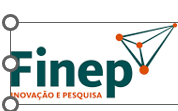 Finep
INOVAÇÃO E PESQUISA